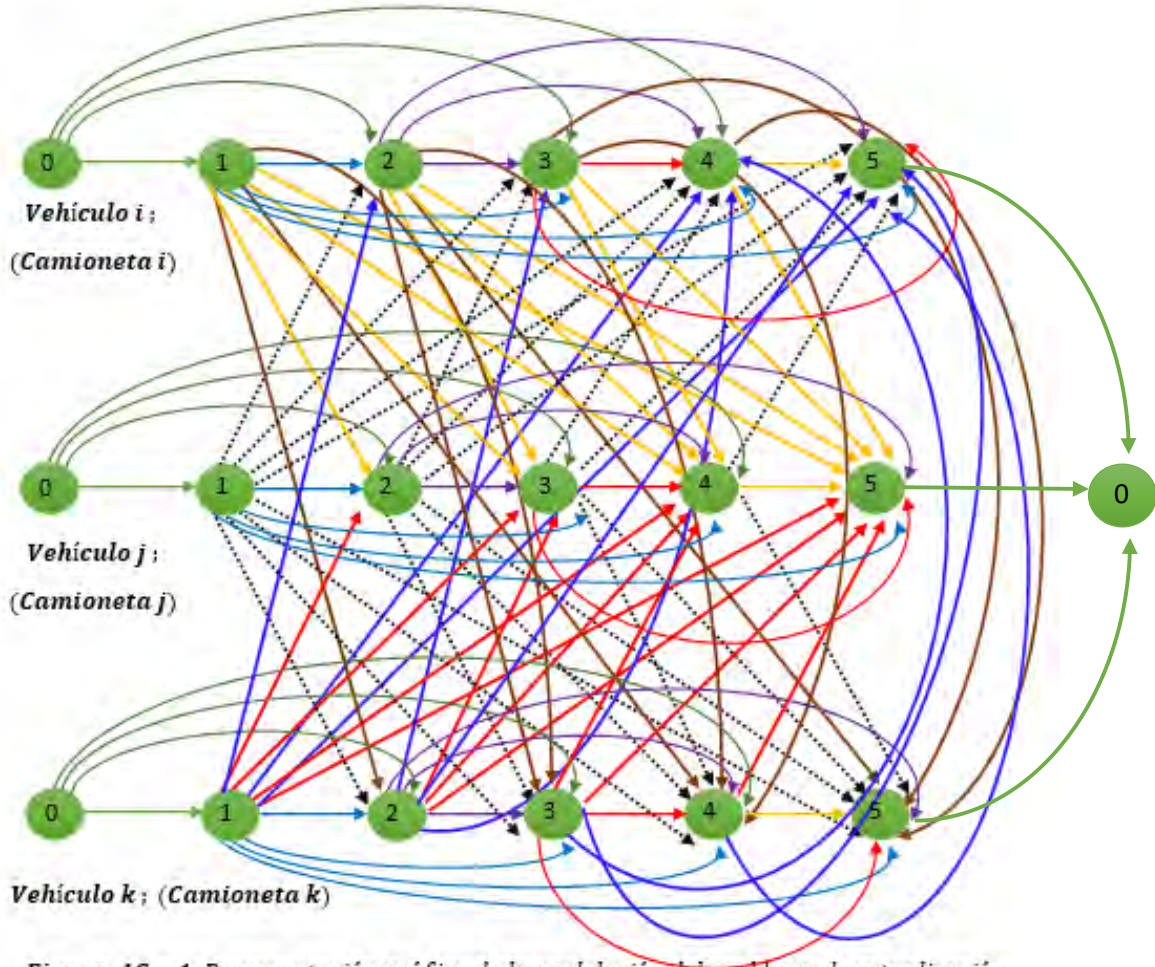 0 1 2 3 4 5
Vehículo i;
(Camioneta i)
0 1 2 3 4 5
0
Vehículo j;
(Camioneta j)
0 1 2 3 4 5
Vehículo k; (Camioneta k)